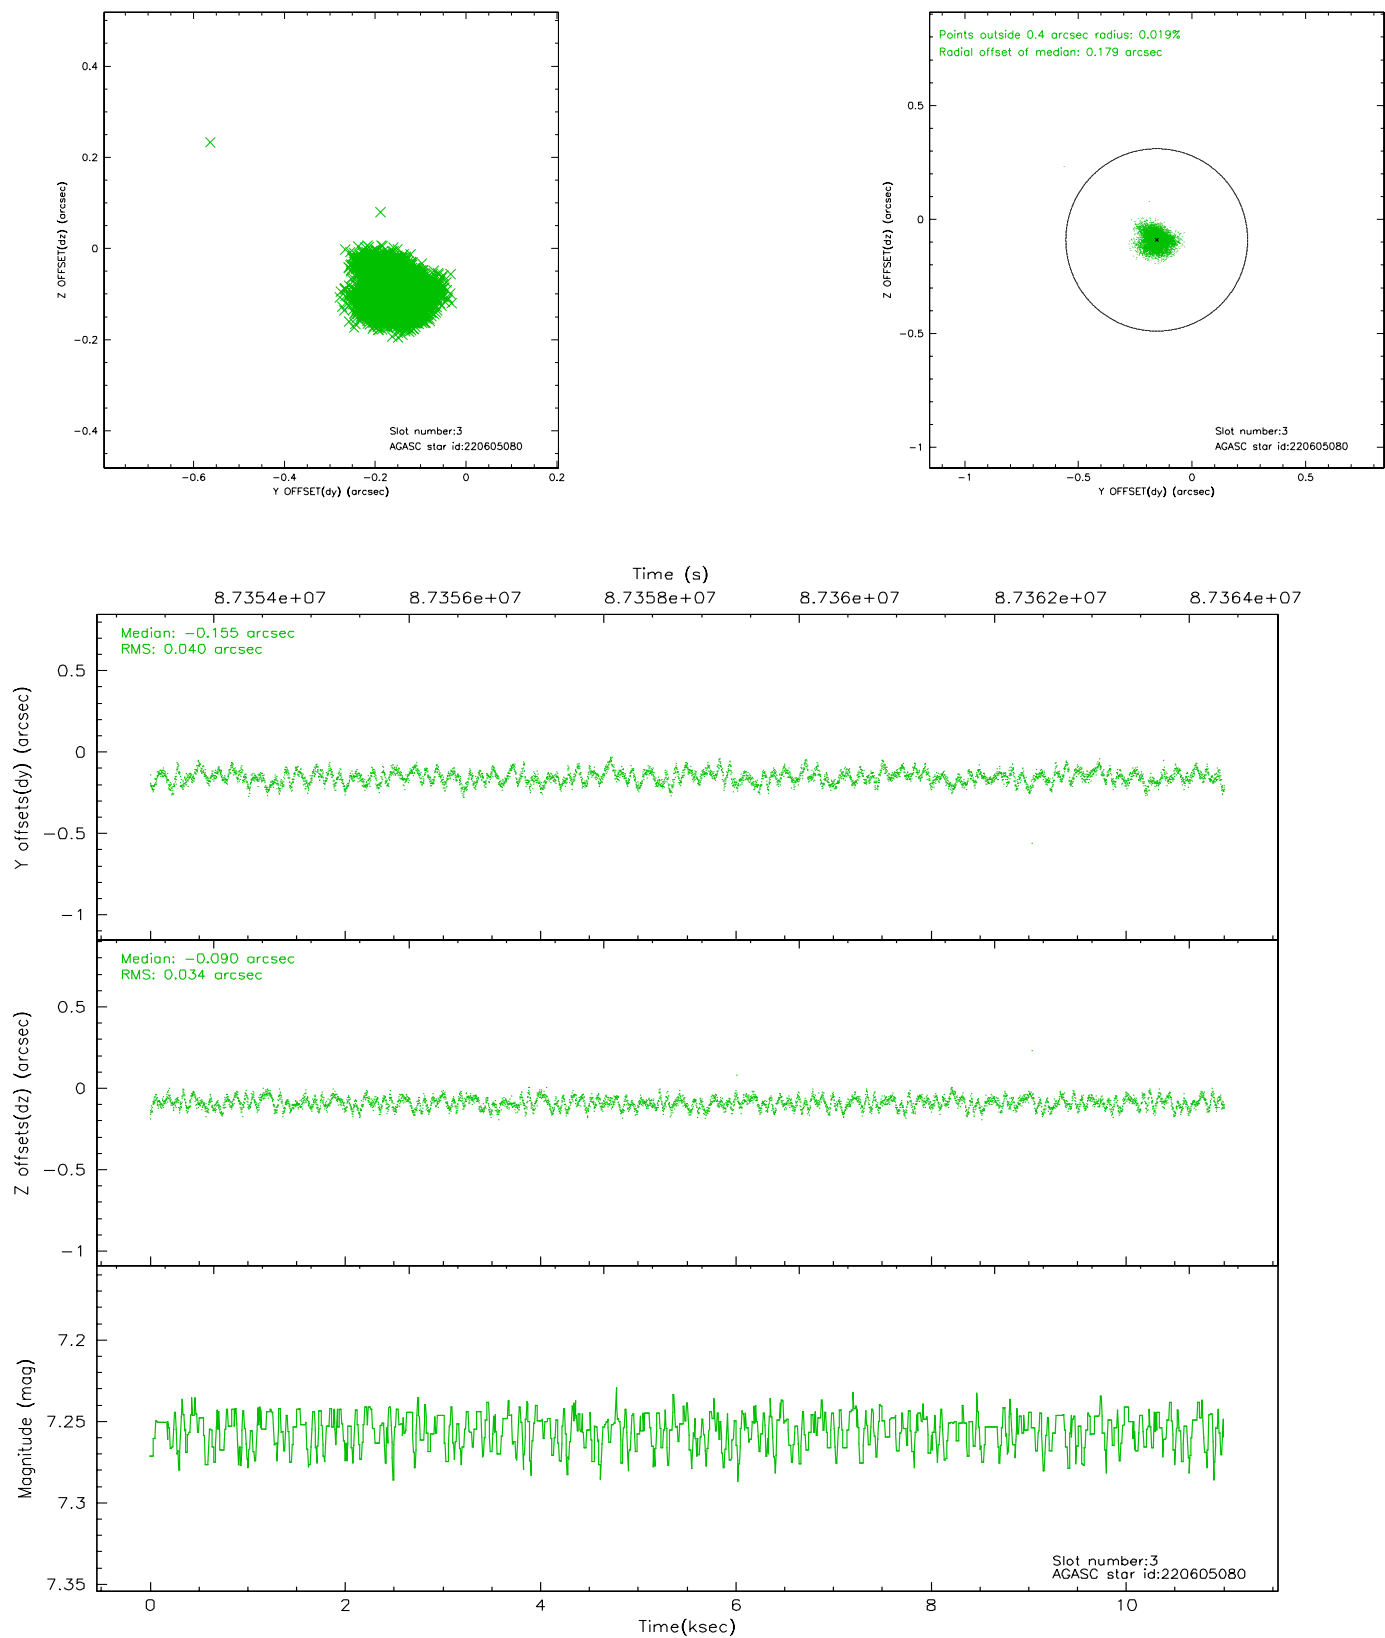 0.4
0.2
0
−0.2
−0.4
Z OFFSET(dz) (arcsec)
Slot number:3
AGASC star id:220605080
−0.6
−0.4
−0.2
0
0.2
Y OFFSET(dy) (arcsec)
Points outside 0.4 arcsec radius: 0.019%
Radial offset of median: 0.179 arcsec
0.5
0
−0.5
−1
Z OFFSET(dz) (arcsec)
Slot number:3
AGASC star id:220605080
−1
−0.5
0
0.5
Y OFFSET(dy) (arcsec)
Time (s)
8.7354e+07
8.7356e+07
8.7358e+07
8.736e+07
8.7362e+07
8.7364e+07
Median: −0.155 arcsec
RMS: 0.040 arcsec
0.5
0
−0.5
−1
Y offsets(dy) (arcsec)
Median: −0.090 arcsec
RMS: 0.034 arcsec
0.5
0
−0.5
−1
Z offsets(dz) (arcsec)
7.2
7.25
7.3
7.35
Magnitude (mag)
Slot number:3
AGASC star id:220605080
0
2
4
6
8
10
Time(ksec)